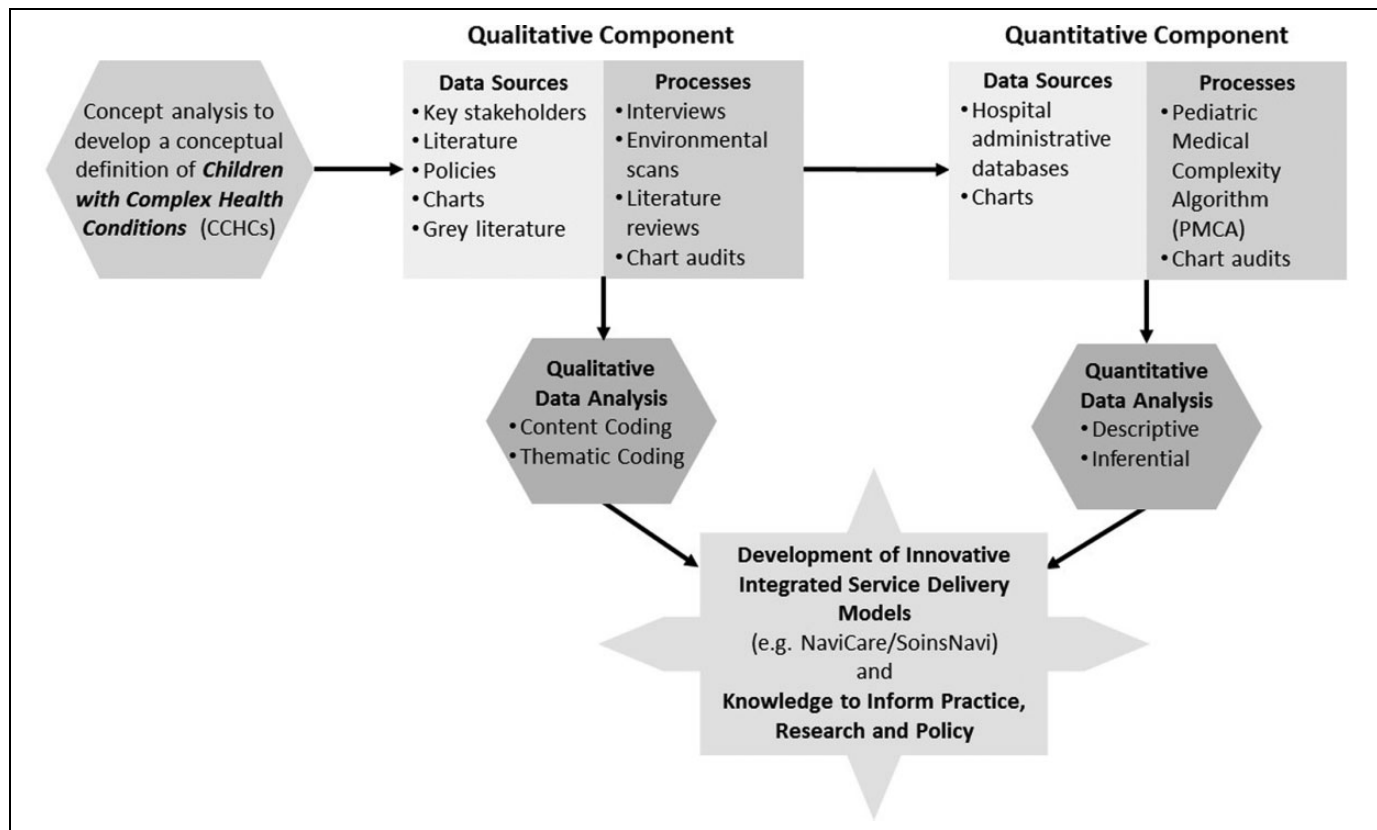 Qualitative Component
Quantitative Component
Concept analysis to
develop a conceptual
definition of Children
with Complex Health
Conditions (CCHCs)
Data Sources
• Key stakeholders
• Literature
• Policies
• Charts
• Grey literature
Processes
• Interviews
• Environmental
scans
• Literature
reviews
• Chart audits
Data Sources
• Hospital
administrative
databases
• Charts
Processes
• Pediatric
Medical
Complexity
Algorithm
(PMCA)
• Chart audits
Qualitative
Data Analysis
• Content Coding
• Thematic Coding
Quantitative
Data Analysis
• Descriptive
• Inferential
Development of Innovative
Integrated Service Delivery
Models
(e.g. NaviCare/SoinsNavi)
and
Knowledge to Inform Practice,
Research and Policy